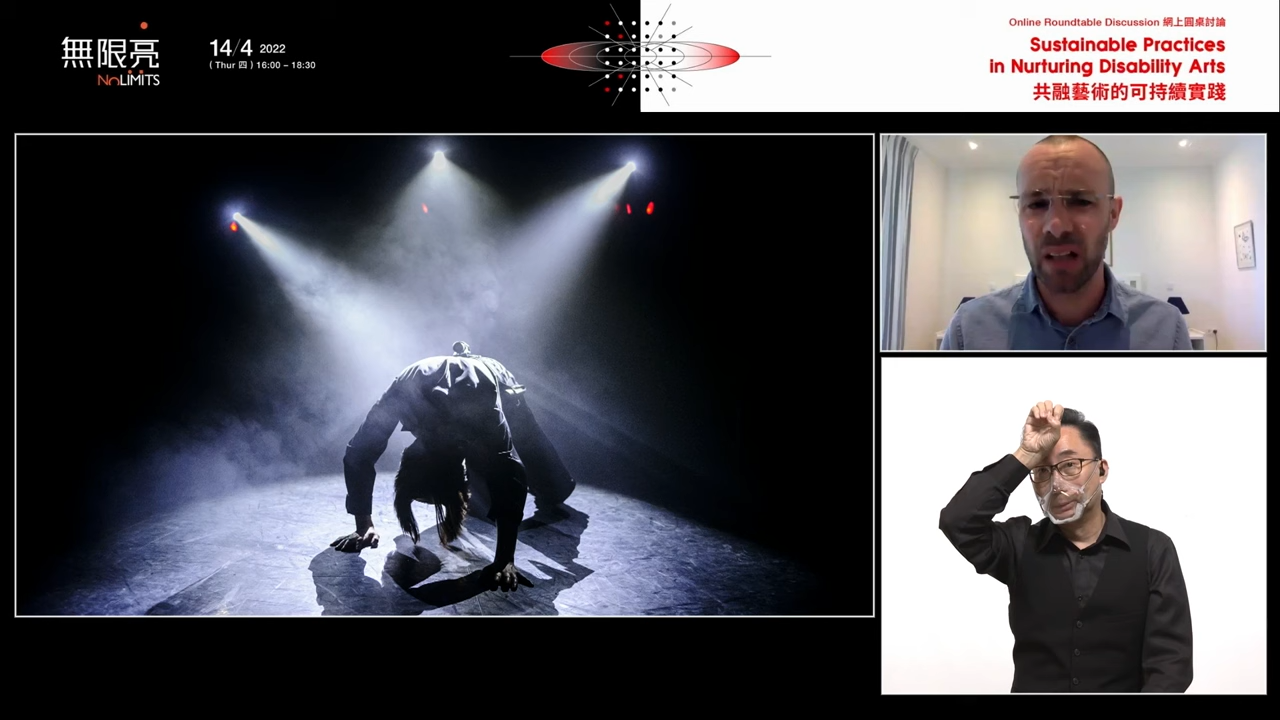 無限亮
NoLIMITS
14/4 2022
( Thur 四 ) 16:00 – 18:30
Online Roundtable Discussion 網上圓桌討論
Sustainable Practices
in Nurturing Disability Arts
共融藝術的可持續實踐